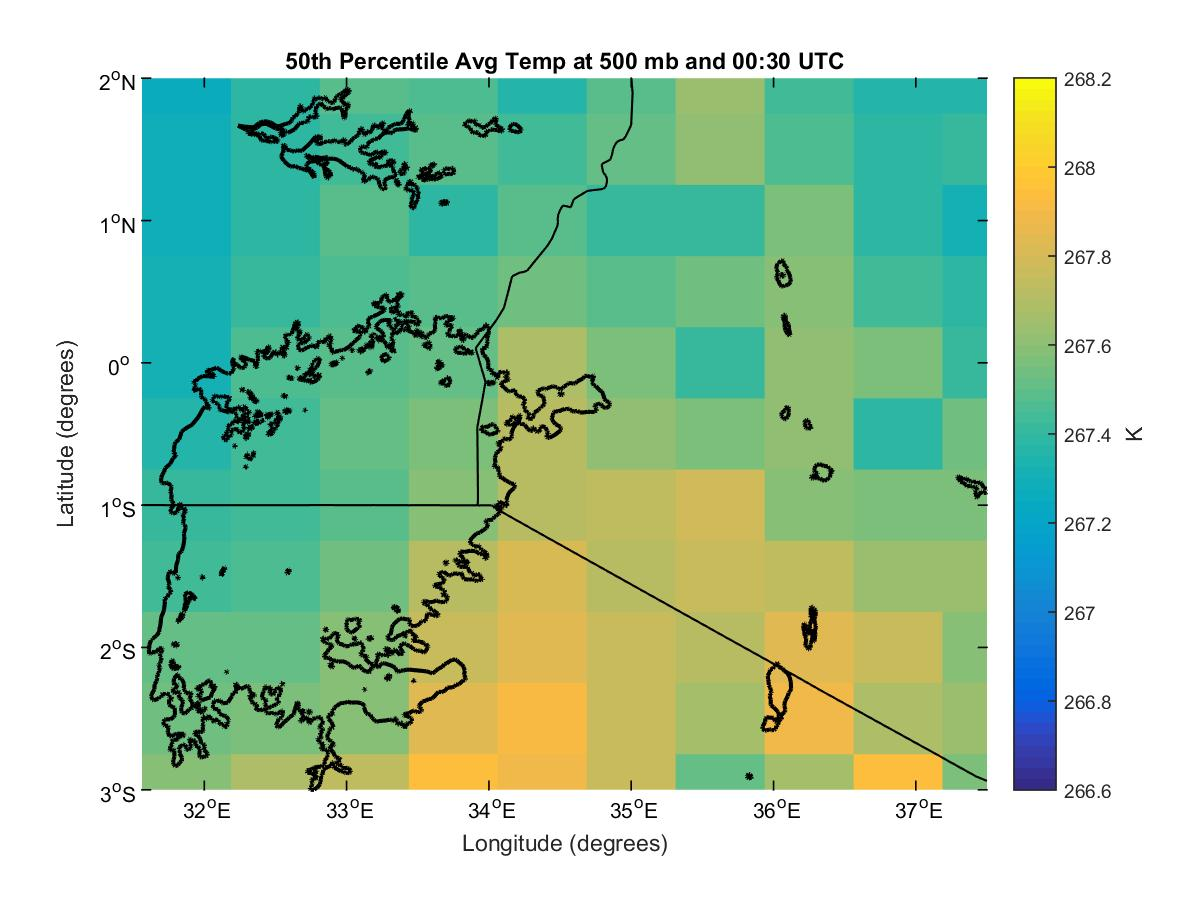 50th Percentile Avg Temp at 500 mb and 00:30 UTC
2°N
1°N
0°
1°S
2°S
3°S
Latitude (degrees)
32°E 33°E 34°E 35°E 36°E 37°E
Longitude (degrees)
268.2
268
267.8
267.6
267.4
267.2
267
266.8
266.6
K